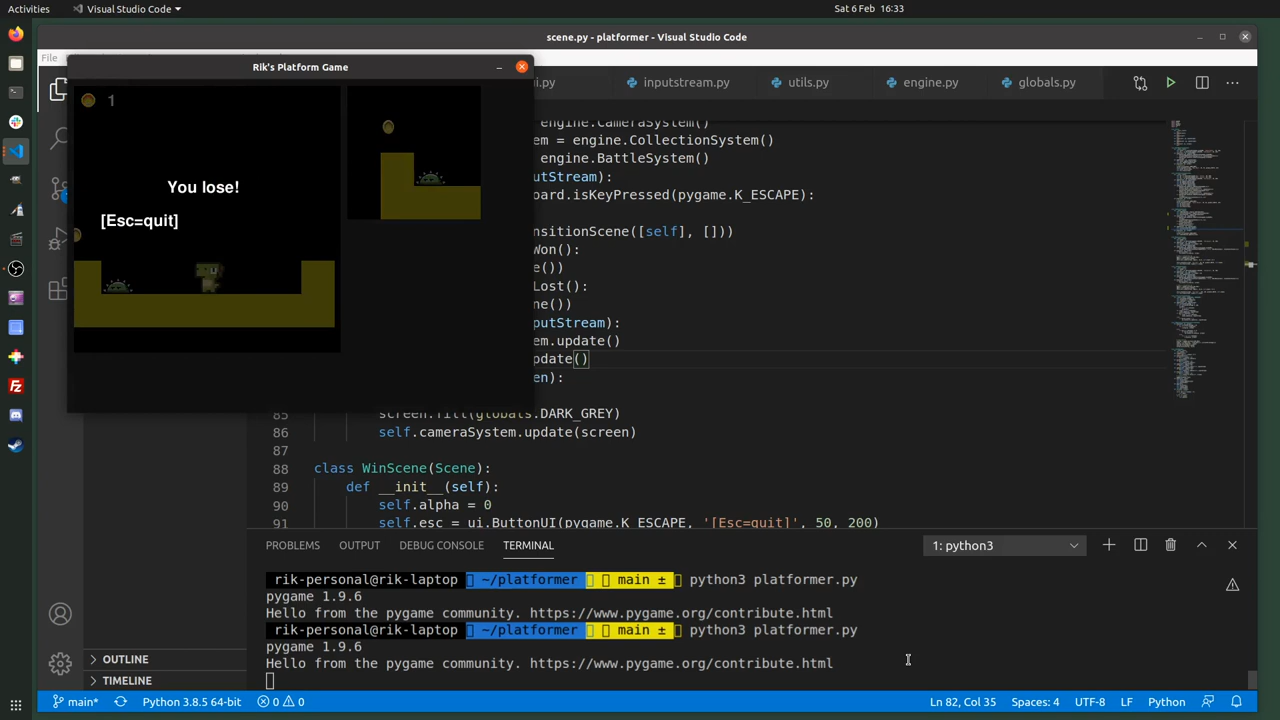 Activities
Visual Studio Code
Sat 6 Feb 16:33
scene.py - platformer - Visual Studio Code
File
Rik's Platform Game
ui.py
inputstream.py
utils.py
engine.py
globals.py
1
You lose!
[Esc=quit]
engine.CameraSystem()
em = engine.CollectionSystem()
engine.BattleSystem()
putStream):
board.isKeyPressed(pygame.K_ESCAPE):
nsitionScene([self], []))
Won():
e())
Lost():
ne())
putStream):
em.update()
pdate()
en):
85 screen.fill(globals.DARK_GREY)
86 self.cameraSystem.update(screen)
87
88 class WinScene(Scene):
89 def __init__(self):
90 self.alpha = 0
91 self.esc = ui.ButtonUI(pygame.K_ESCAPE, '[Esc=quit]', 50, 200)
PROBLEMS
OUTPUT
DEBUG CONSOLE
TERMINAL
1: python3
rik-personal@rik-laptop ~/platformer main ± python3 platformer.py
pygame 1.9.6
Hello from the pygame community. https://www.pygame.org/contribute.html
rik-personal@rik-laptop ~/platformer main ± python3 platformer.py
pygame 1.9.6
Hello from the pygame community. https://www.pygame.org/contribute.html
OUTLINE
TIMELINE
main*
Python 3.8.5 64-bit
0
0
Ln 82, Col 35
Spaces: 4
UTF-8
LF
Python